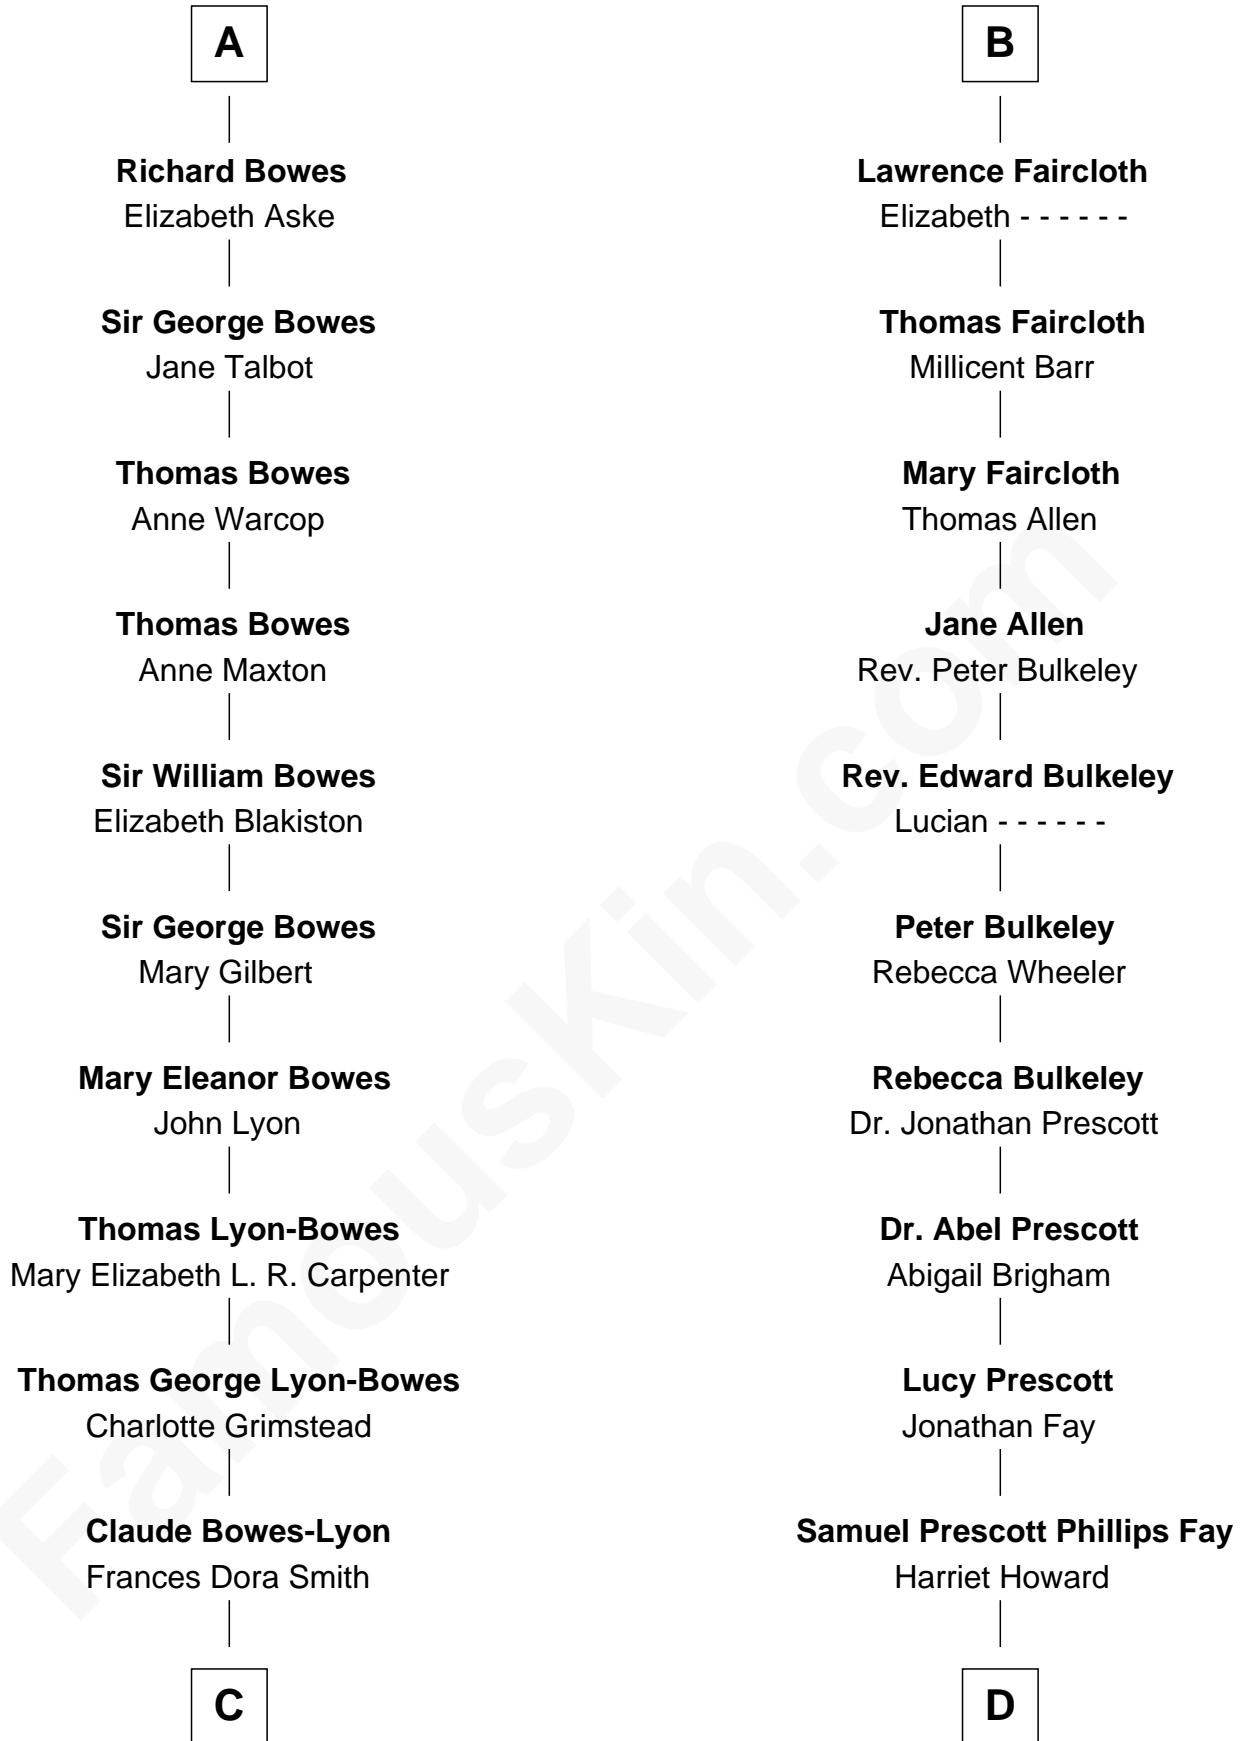 A
Richard Bowes
Elizabeth Aske
Sir George Bowes
Jane Talbot
Thomas Bowes
Anne Warcop
Thomas Bowes
Anne Maxton
Sir William Bowes
Elizabeth Blakiston
Sir George Bowes
Mary Gilbert
Mary Eleanor Bowes
John Lyon
Thomas Lyon-Bowes
Mary Elizabeth L. R. Carpenter
Thomas George Lyon-Bowes
Charlotte Grimstead
Claude Bowes-Lyon
Frances Dora Smith
C
B
Lawrence Faircloth
Elizabeth - - - - - -
Thomas Faircloth
Millicent Barr
Mary Faircloth
Thomas Allen
Jane Allen
Rev. Peter Bulkeley
Rev. Edward Bulkeley
Lucian - - - - - -
Peter Bulkeley
Rebecca Wheeler
Rebecca Bulkeley
Dr. Jonathan Prescott
Dr. Abel Prescott
Abigail Brigham
Lucy Prescott
Jonathan Fay
Samuel Prescott Phillips Fay
Harriet Howard
D
FamousKin.com